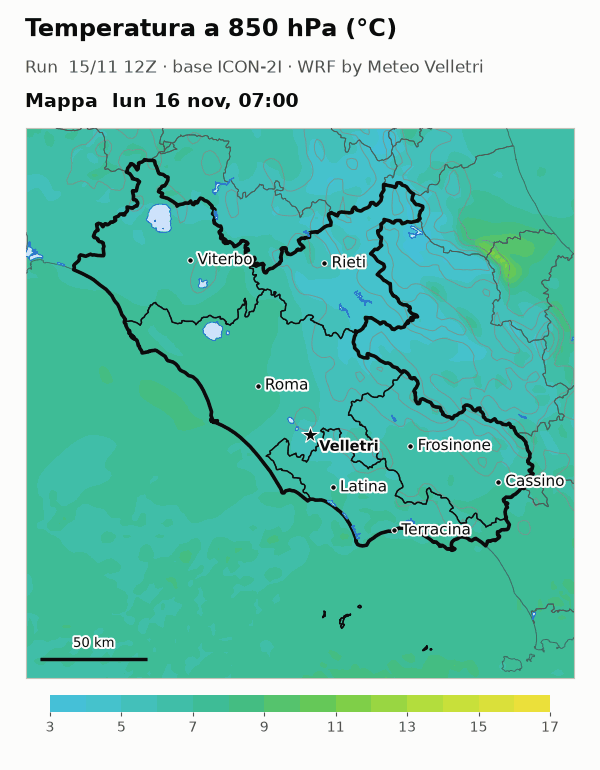 Temperatura a 850 hPa (°C)
Run 15/11 12Z · base ICON-2I · WRF by Meteo Velletri
Mappa lun 16 nov, 07:00
Viterbo
Rieti
Roma
Velletri
Frosinone
Cassino
Latina
Terracina
50 km
3 5 7 9 11 13 15 17